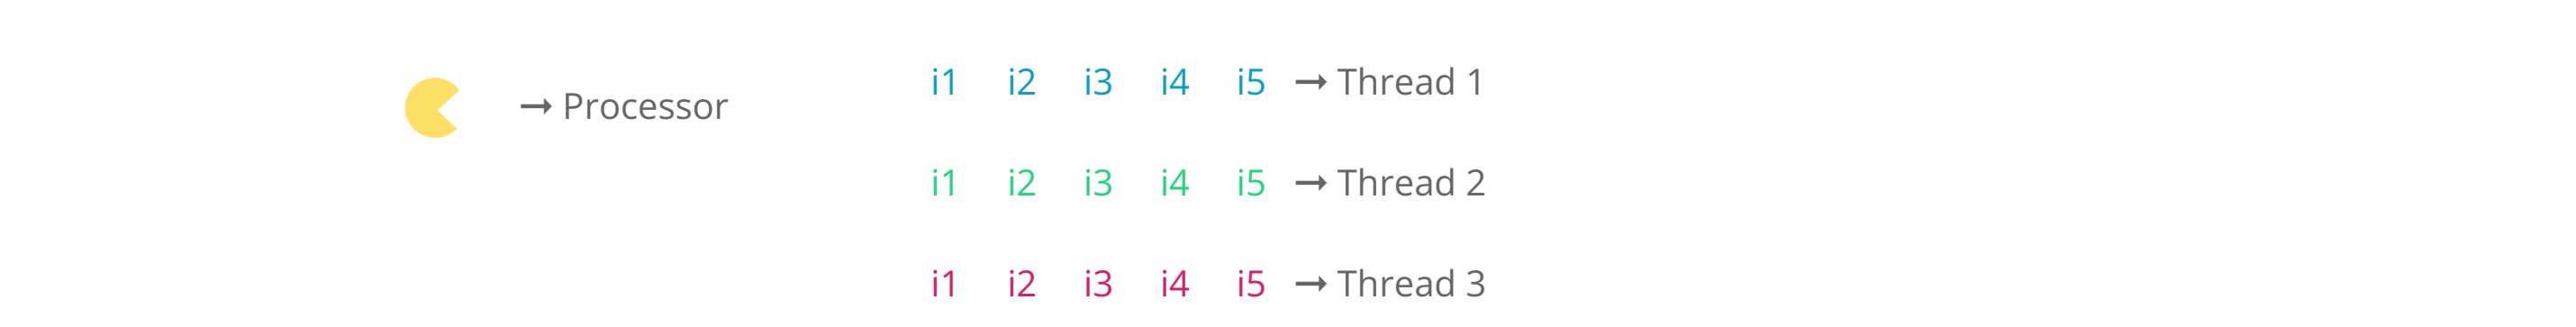 → Processor
i1 i2 i3 i4 i5 → Thread 1
i1 i2 i3 i4 i5 → Thread 2
i1 i2 i3 i4 i5 → Thread 3